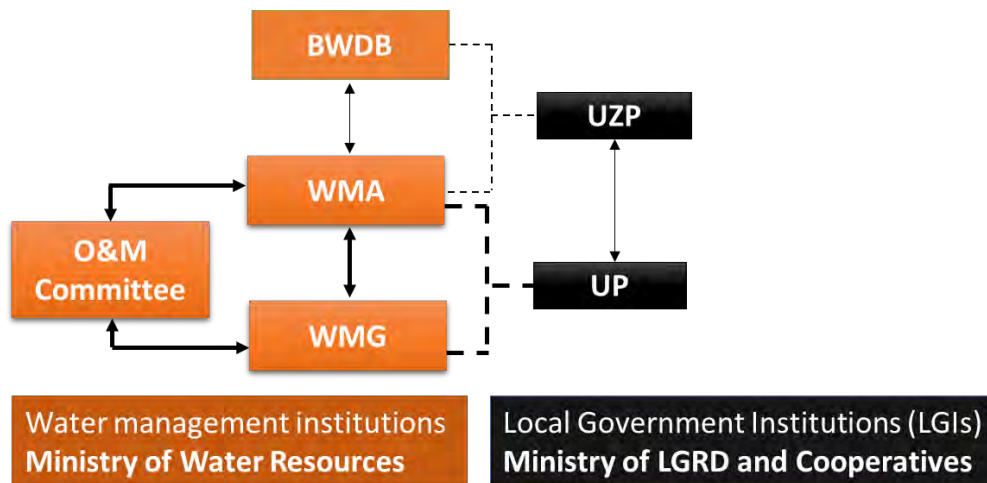 BWDB
UZP
WMA
O&M
Committee
UP
WMG
Water management institutions
Ministry of Water Resources
Local Government Institutions (LGIs)
Ministry of LGRD and Cooperatives